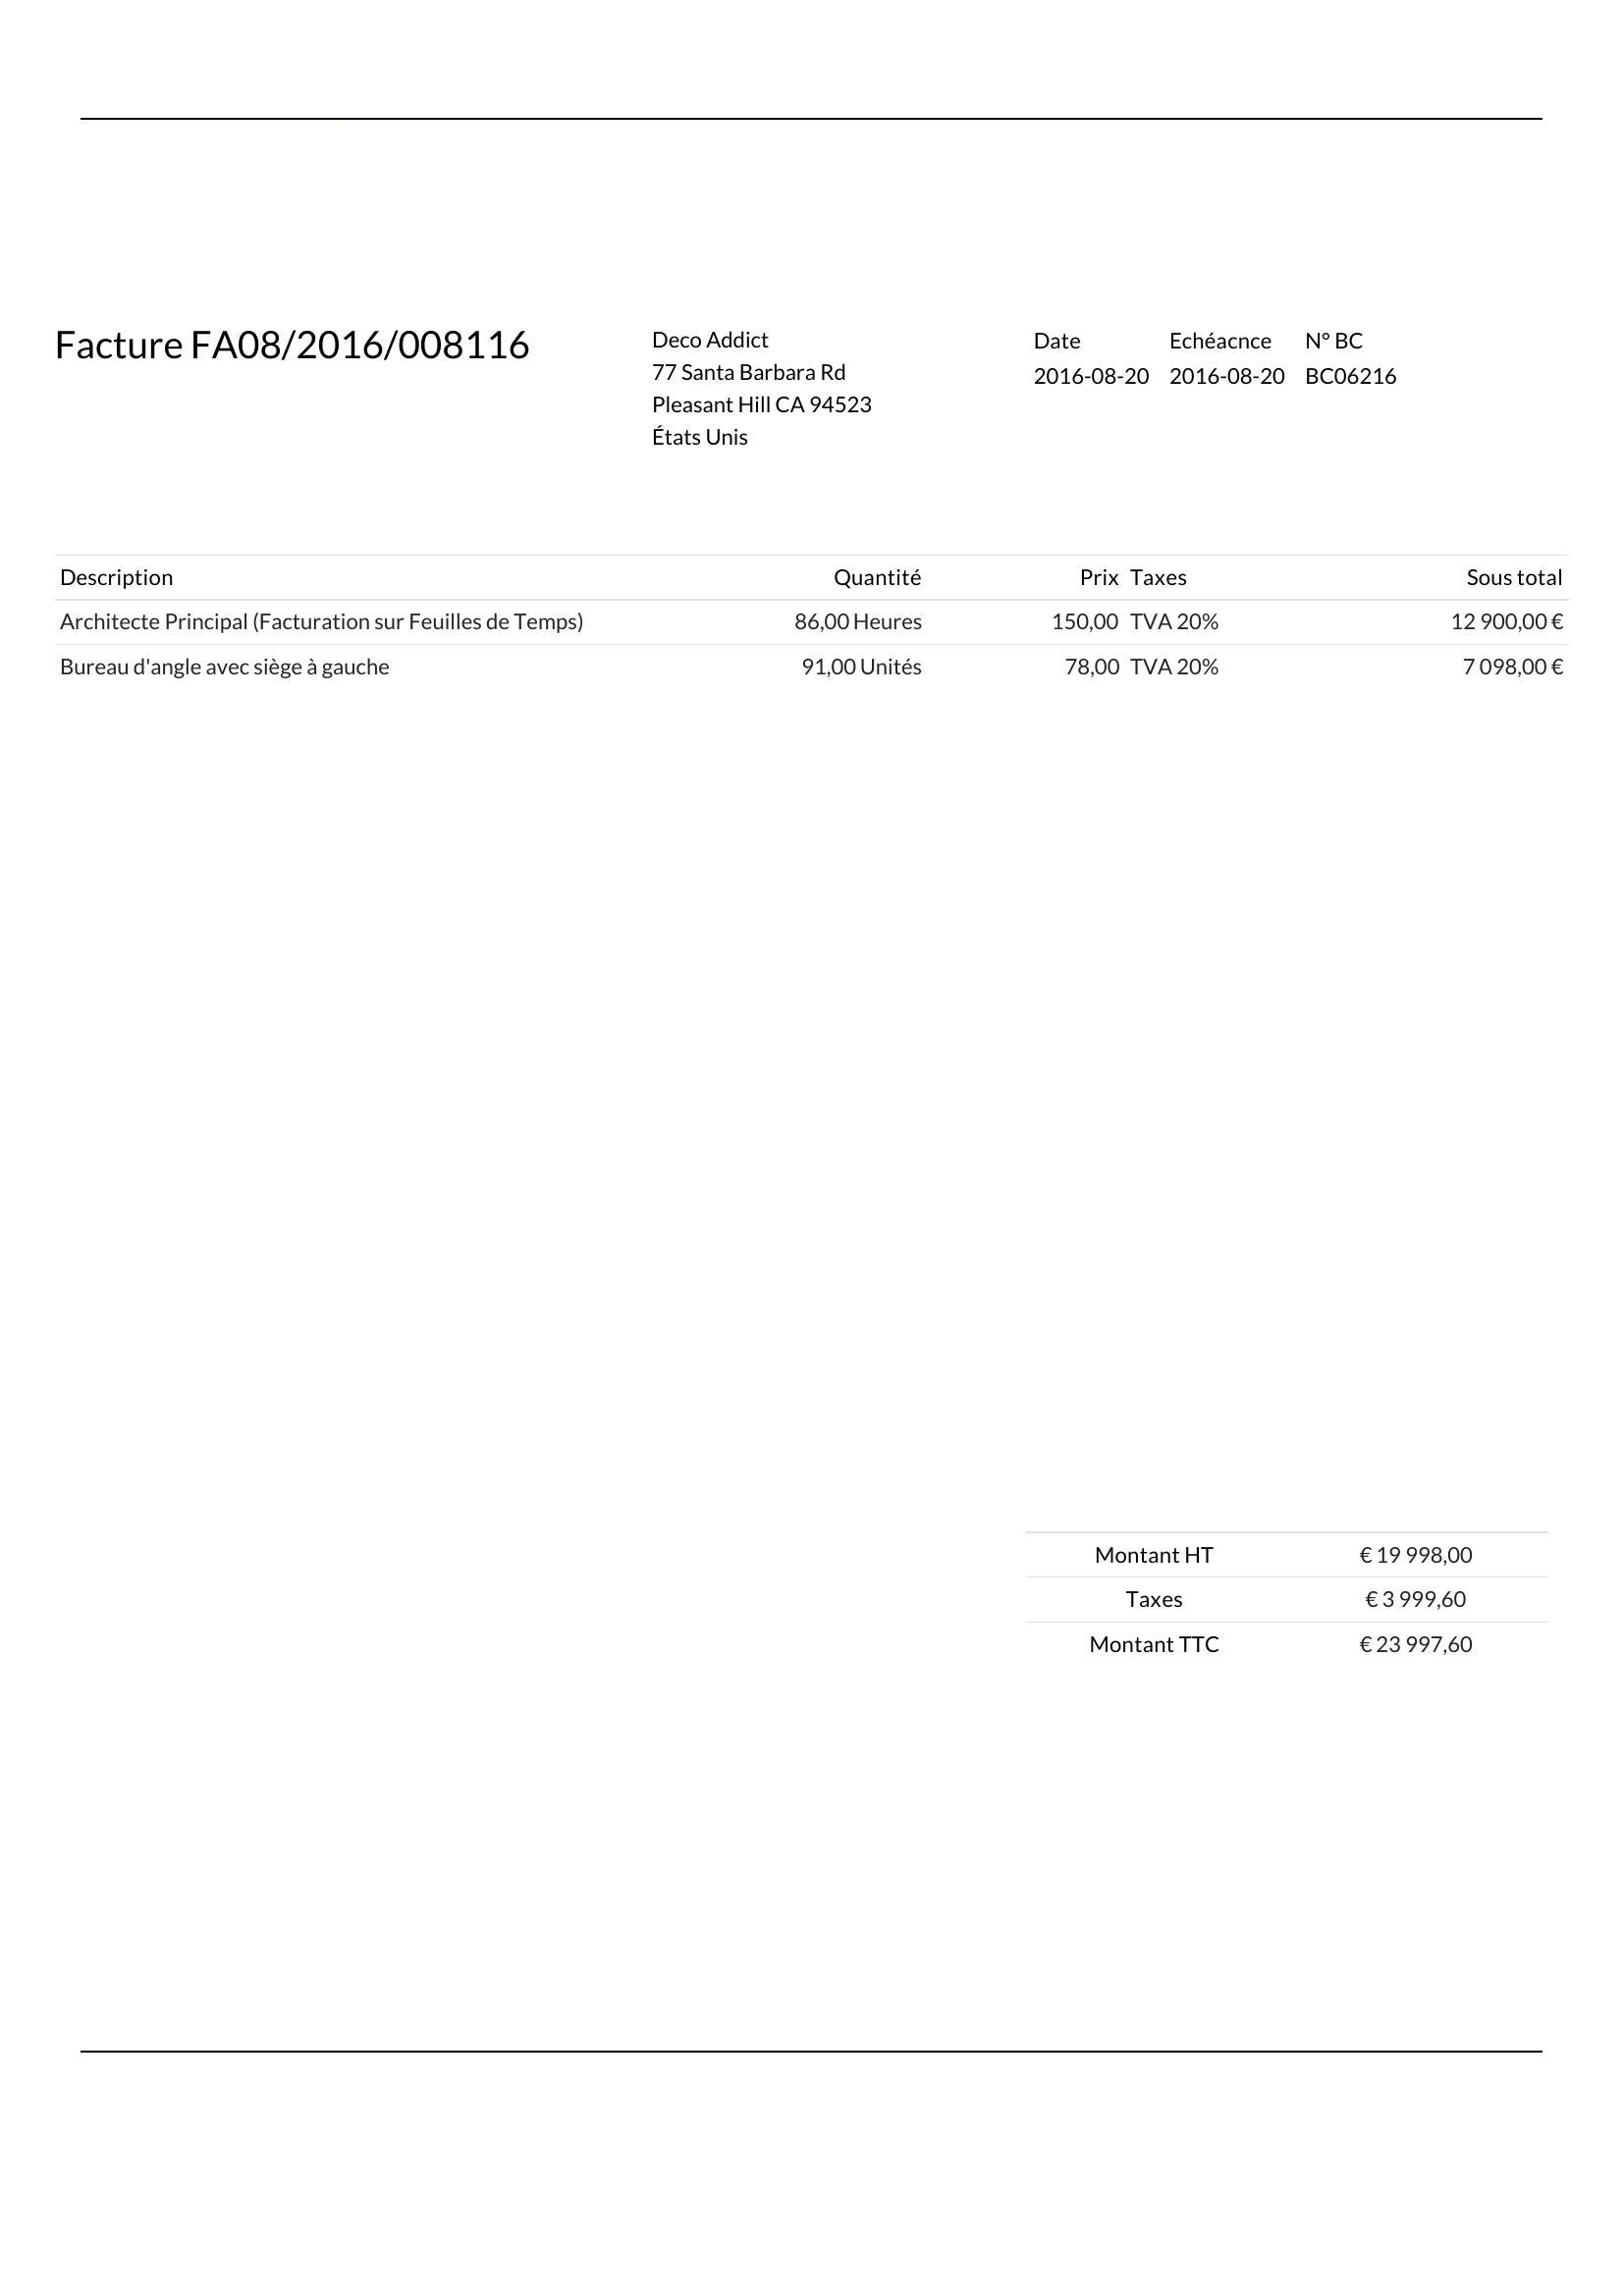 Facture FA08/2016/008116
Deco Addict
77 Santa Barbara Rd
Pleasant Hill CA 94523
États Unis
Date Echéacnce N° BC
2016-08-20 2016-08-20 BC06216
Description Quantité Prix Taxes Sous total
Architecte Principal (Facturation sur Feuilles de Temps) 86,00 Heures 150,00 TVA 20% 12 900,00 €
Bureau d'angle avec siège à gauche 91,00 Unités 78,00 TVA 20% 7 098,00 €
Montant HT € 19 998,00
Taxes € 3 999,60
Montant TTC € 23 997,60